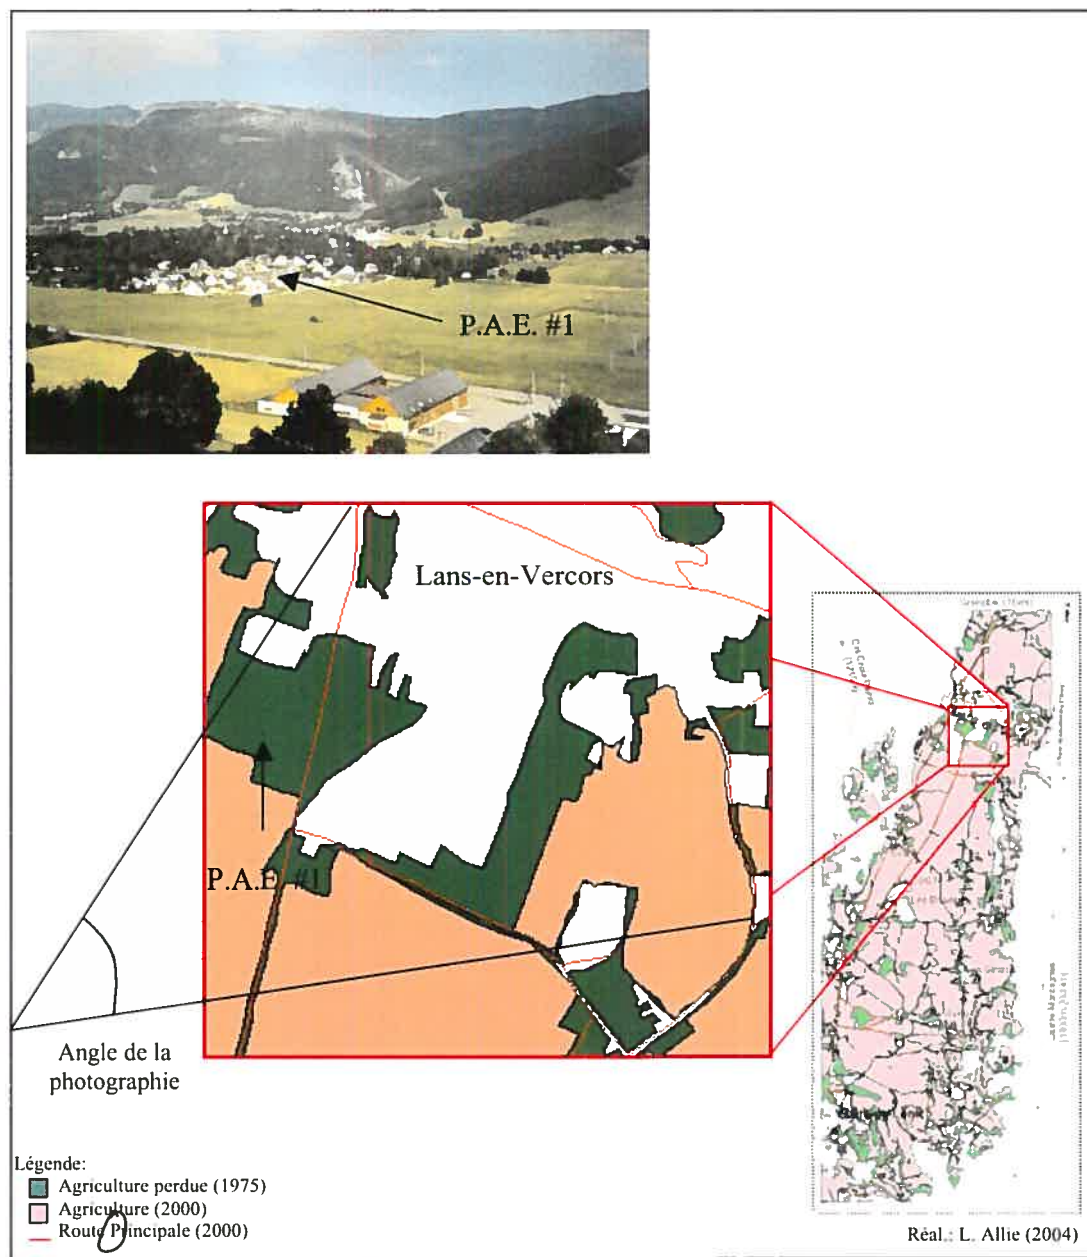 P.A.E. #1
Lans-en-Vercors
P.A.E. #1
Angle de la
photographie
Légende:
Agriculture perdue (1975)
Agriculture (2000)
Route Principale (2000)
Réal.: L. Allie (2004)